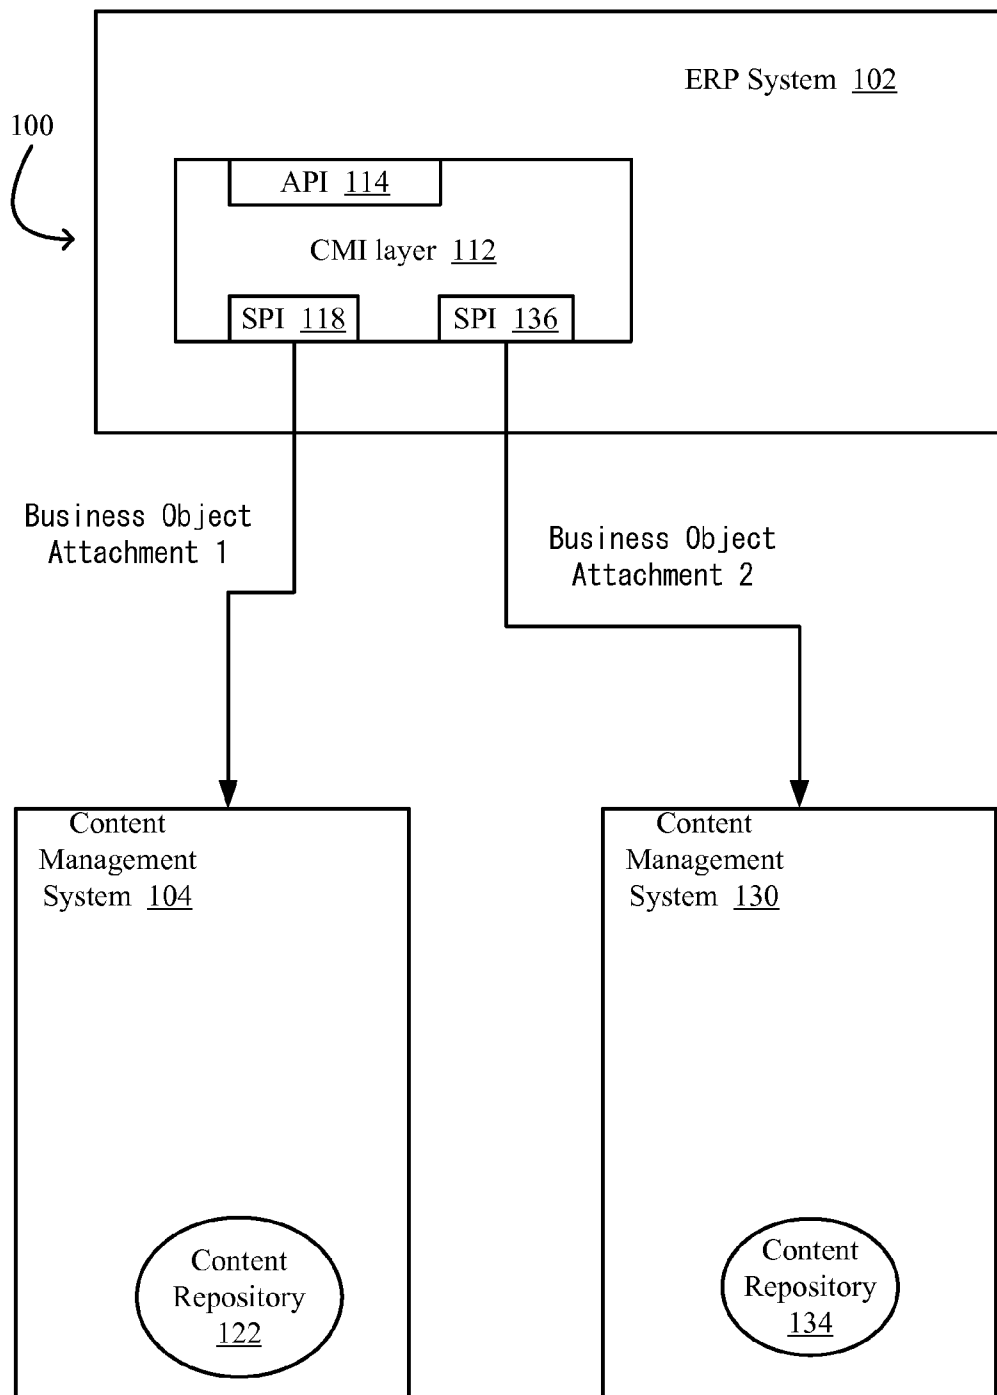 ERP System 102
100
API 114
CMI layer 112
SPI 118
SPI 136
Business Object
Attachment 1
Business Object
Attachment 2
Content
Management
System 104
Content
Management
System 130
Content
Repository
122
Content
Repository
134